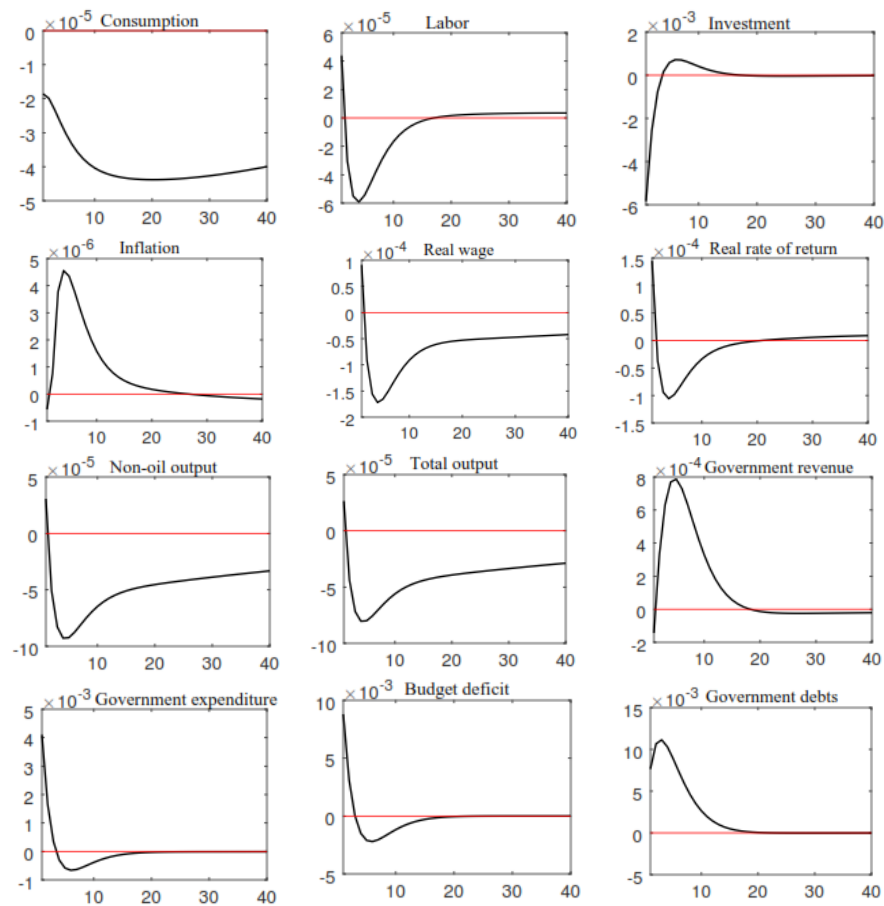 × 10⁻⁵ Consumption
0
-1
-2
-3
-4
-5
10 20 30 40
× 10⁻⁵ Labor
6
4
2
0
-2
-4
-6
10 20 30 40
× 10⁻³ Investment
2
0
-2
-4
-6
10 20 30 40
× 10⁻⁶ Inflation
5
4
3
2
1
0
-1
10 20 30 40
× 10⁻⁴ Real wage
1
0.5
0
-0.5
-1
-1.5
-2
10 20 30 40
× 10⁻⁴ Real rate of return
1.5
1
0.5
0
-0.5
-1
-1.5
10 20 30 40
× 10⁻⁵ Non-oil output
5
0
-5
-10
10 20 30 40
× 10⁻⁵ Total output
5
0
-5
-10
10 20 30 40
× 10⁻⁴ Government revenue
8
6
4
2
0
-2
10 20 30 40
× 10⁻³ Government expenditure
5
4
3
2
1
0
-1
10 20 30 40
× 10⁻³ Budget deficit
10
5
0
-5
10 20 30 40
× 10⁻³ Government debts
15
10
5
0
-5
10 20 30 40